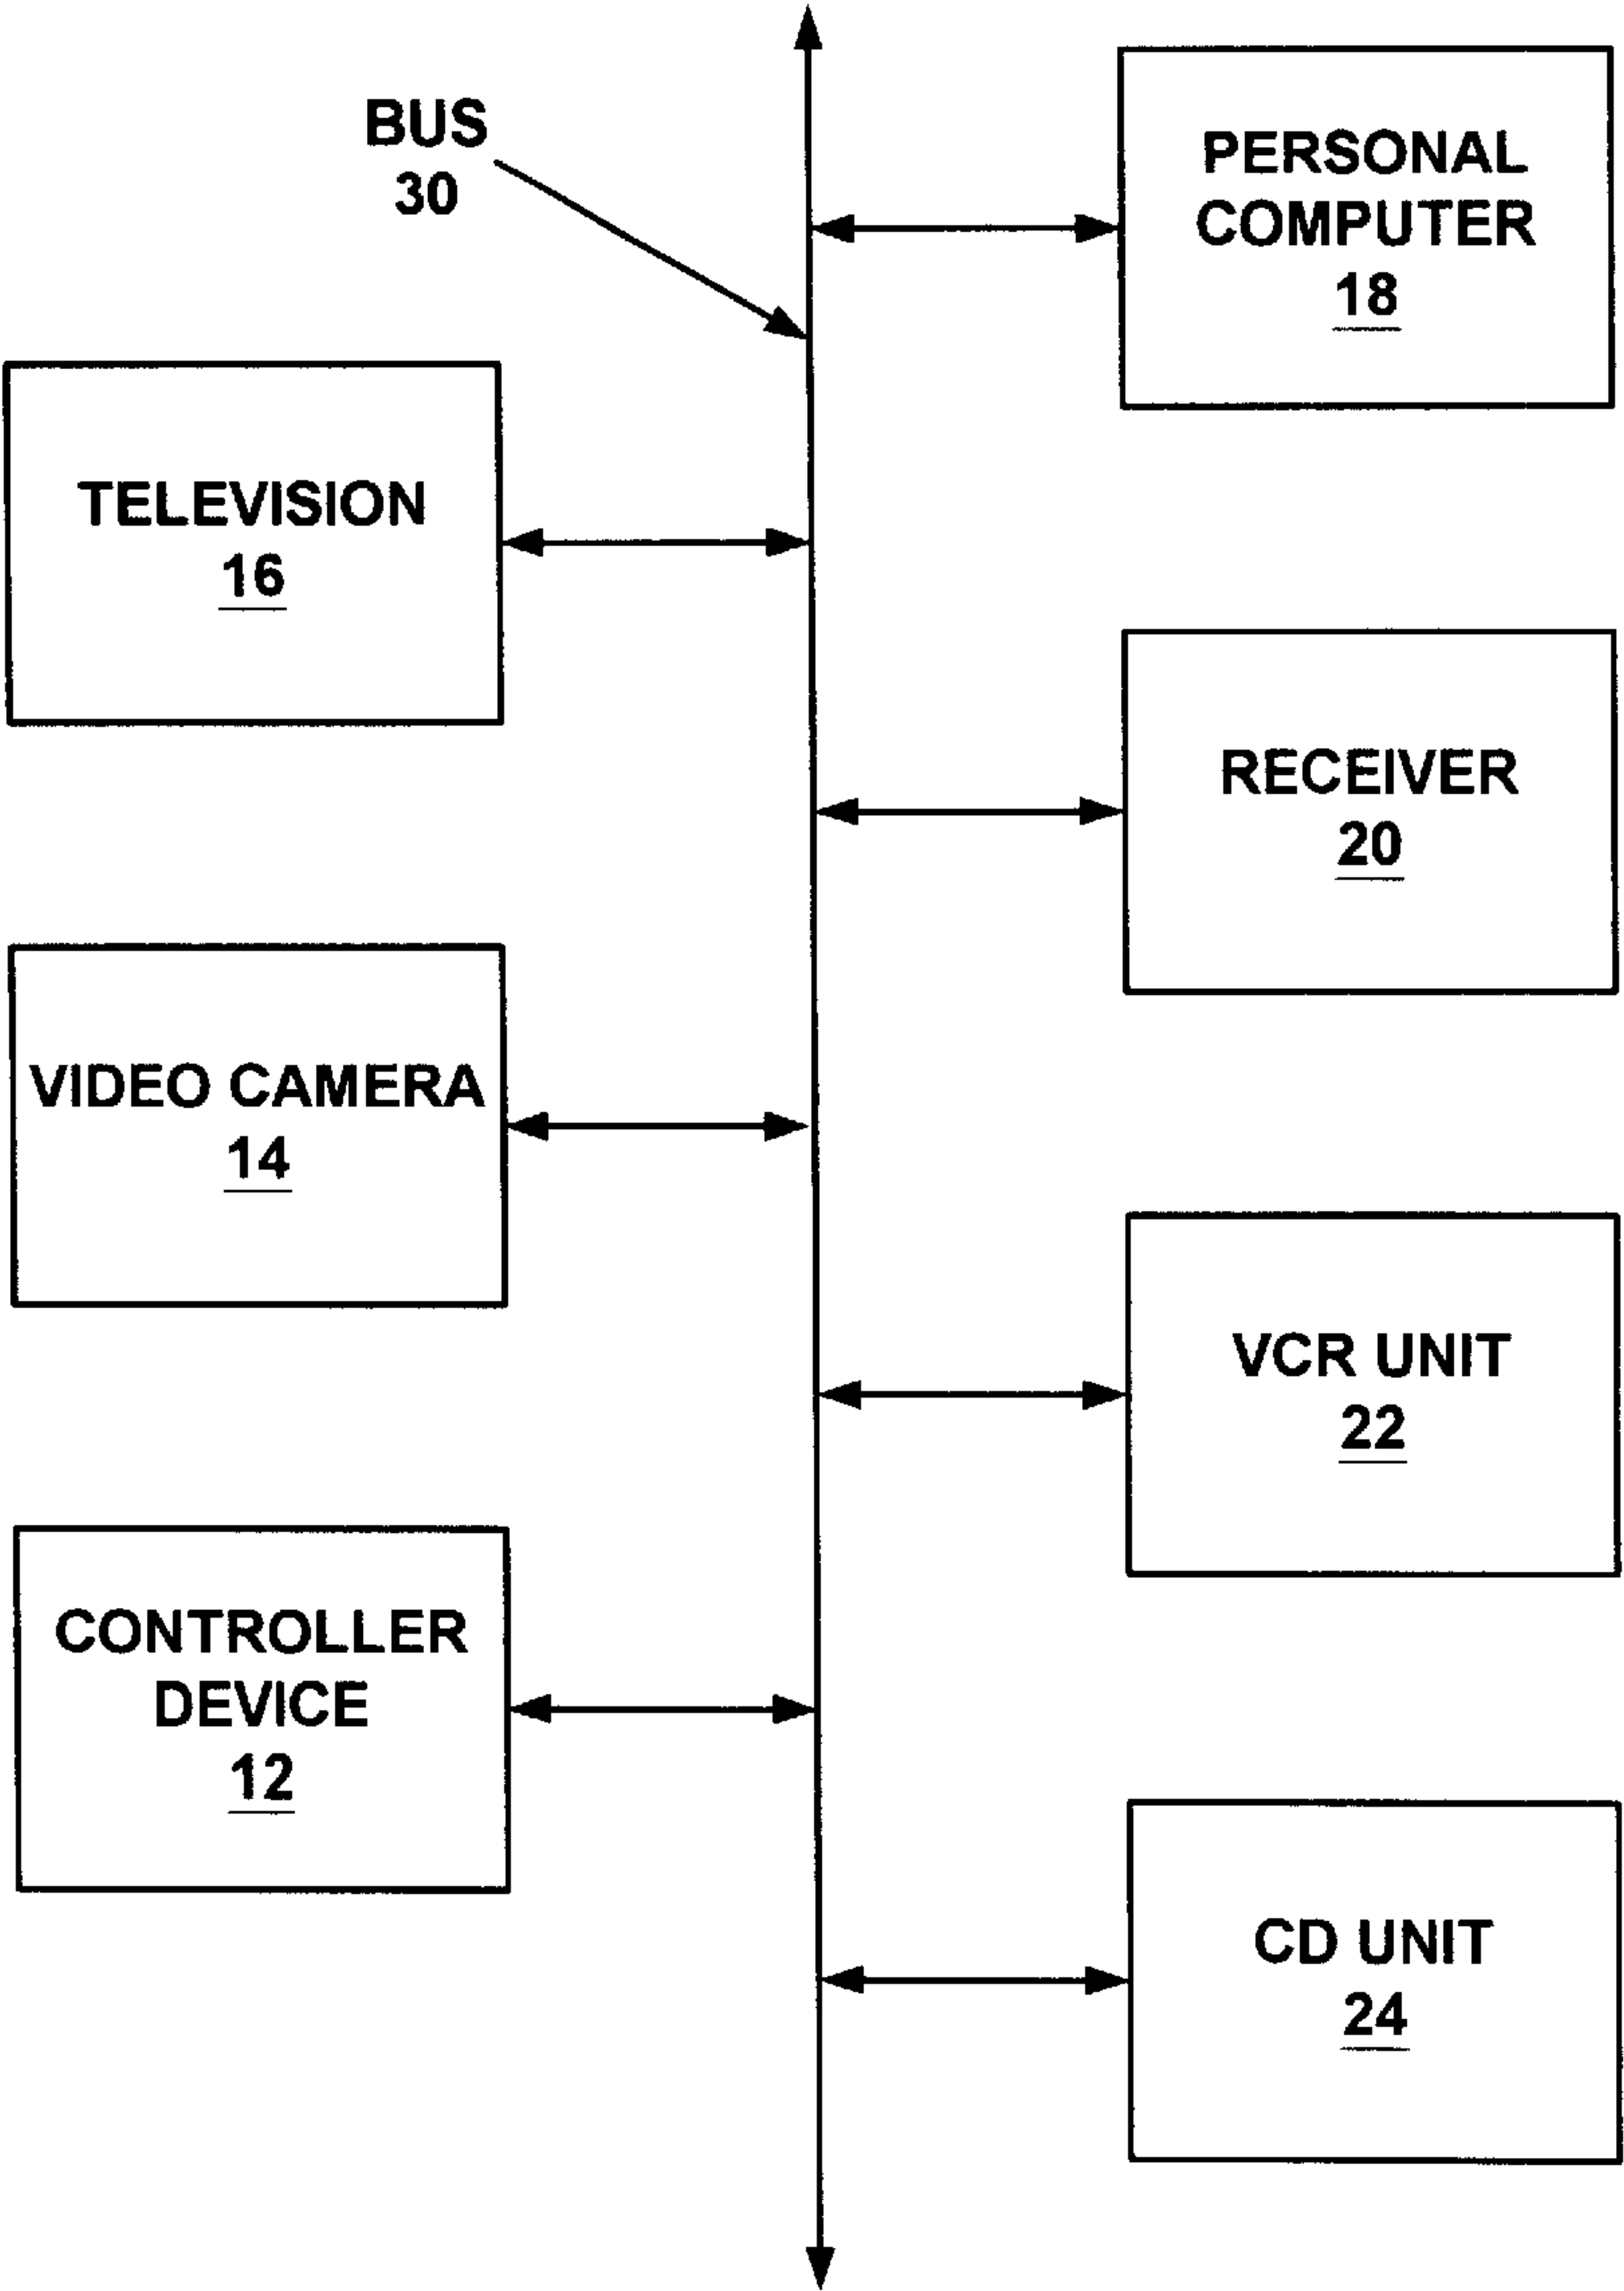 BUS
30
PERSONAL
COMPUTER
18
TELEVISION
16
RECEIVER
20
VIDEO CAMERA
14
VCR UNIT
22
CONTROLLER
DEVICE
12
CD UNIT
24